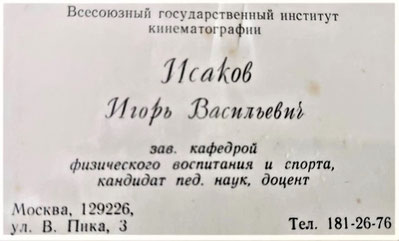 Всесоюзный государственный институт
кинематографии
Исаков
Игорь Васильевич
зав. кафедрой
физического воспитания и спорта,
кандидат пед. наук, доцент
Москва, 129226,
ул. В. Пика, 3
Тел. 181-26-76